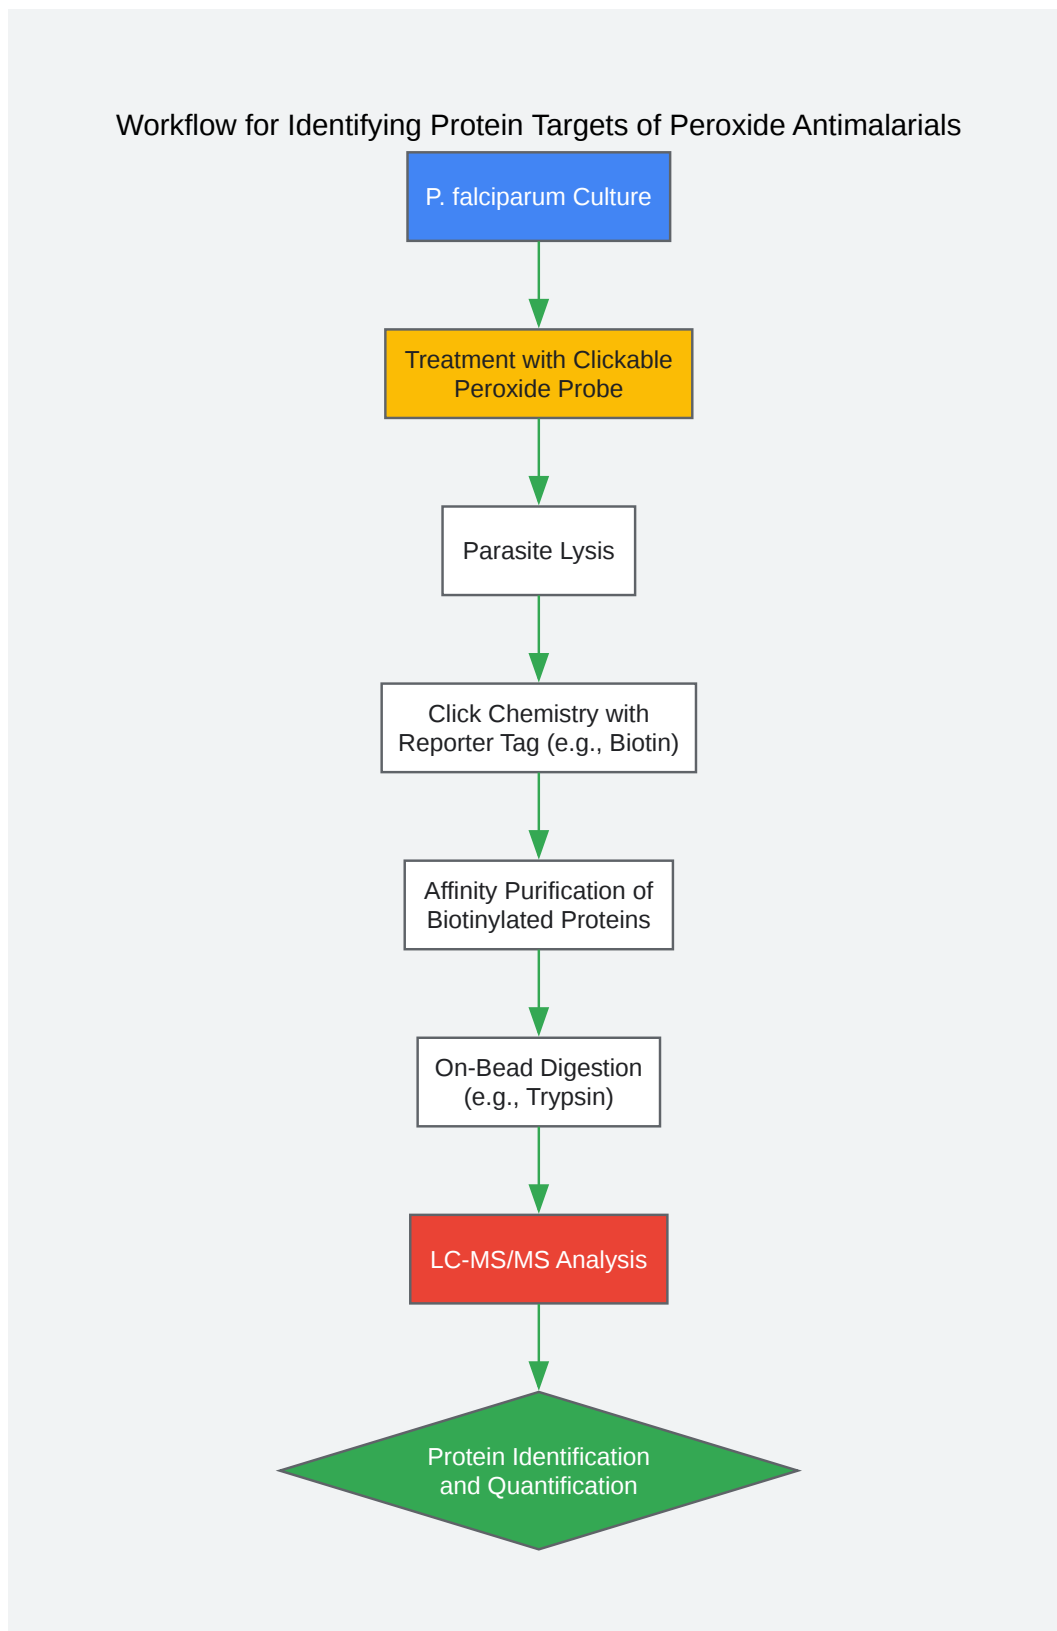 Workflow for Identifying Protein Targets of Peroxide Antimalarials
P. falciparum Culture
Treatment with Clickable
Peroxide Probe
Parasite Lysis
Click Chemistry with
Reporter Tag (e.g., Biotin)
Affinity Purification of
Biotinylated Proteins
On-Bead Digestion
(e.g., Trypsin)
LC-MS/MS Analysis
Protein Identification
and Quantification